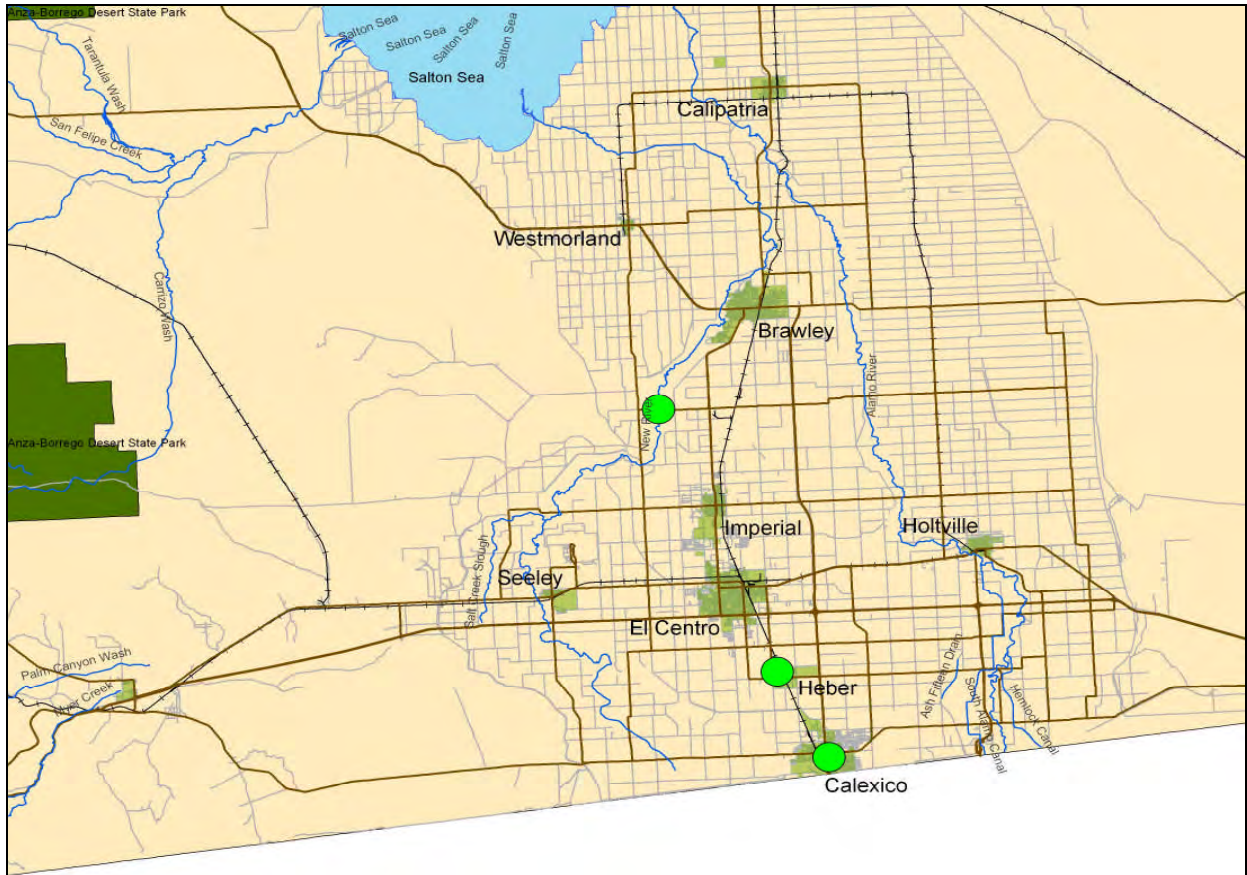 Anza-Borrego Desert State Park
Tarantula Wash
San Felipe Creek
Salton Sea
Salton Sea
Salton Sea
Salton Sea
Salton Sea
Calipatria
Westmorland
Carrizo Wash
Brawley
Alamo River
New River
Anza-Borrego Desert State Park
Imperial
Holtville
Salt Creek Slough
Seeley
El Centro
Palm Canyon Wash
Myer Creek
Heber
Ash Fifteen Drain
South Alamo Canal
Hemlock Canal
Calexico